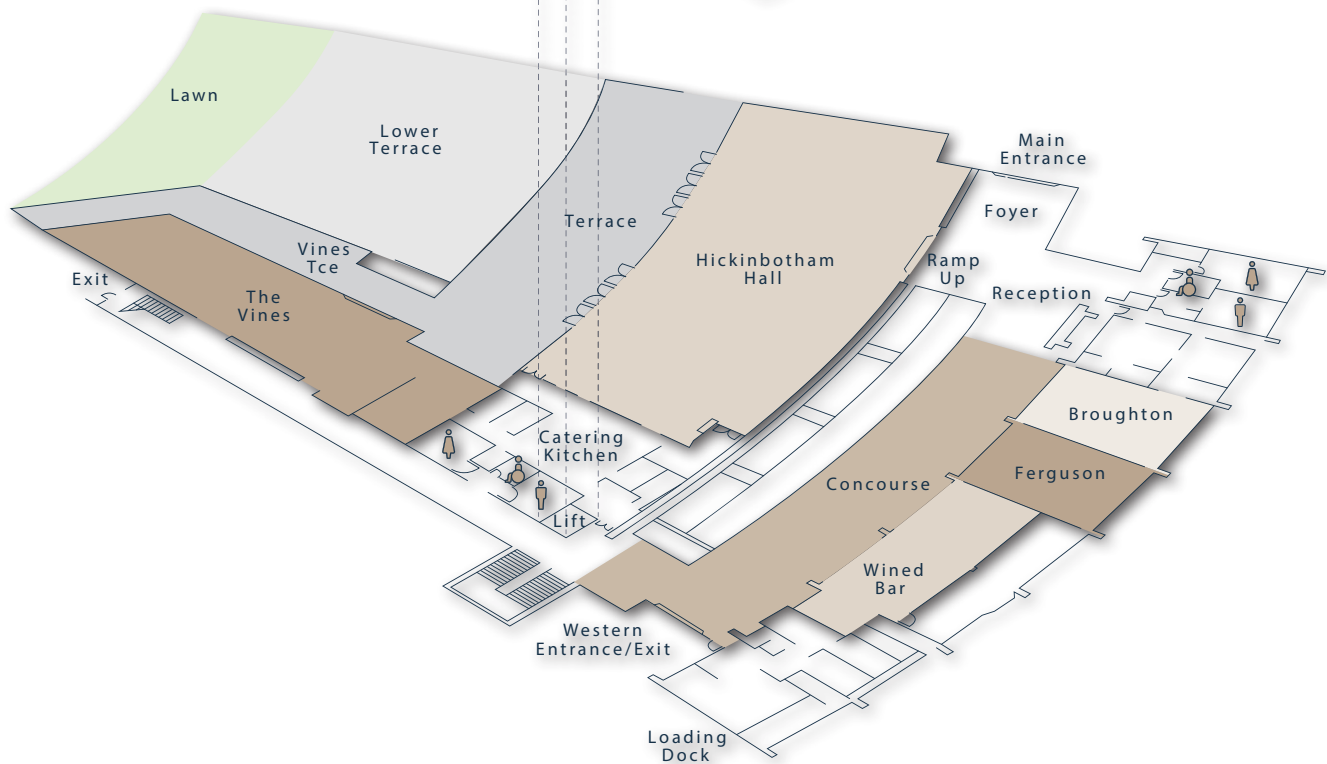 Lawn
Lower
Terrace
Main
Entrance
Terrace
Foyer
Vines
Tce
Hickinbotham
Hall
Ramp
Up
Exit
The
Vines
Reception
Broughton
Catering
Kitchen
Ferguson
Concourse
Lift
Wined
Bar
Western
Entrance/Exit
Loading
Dock